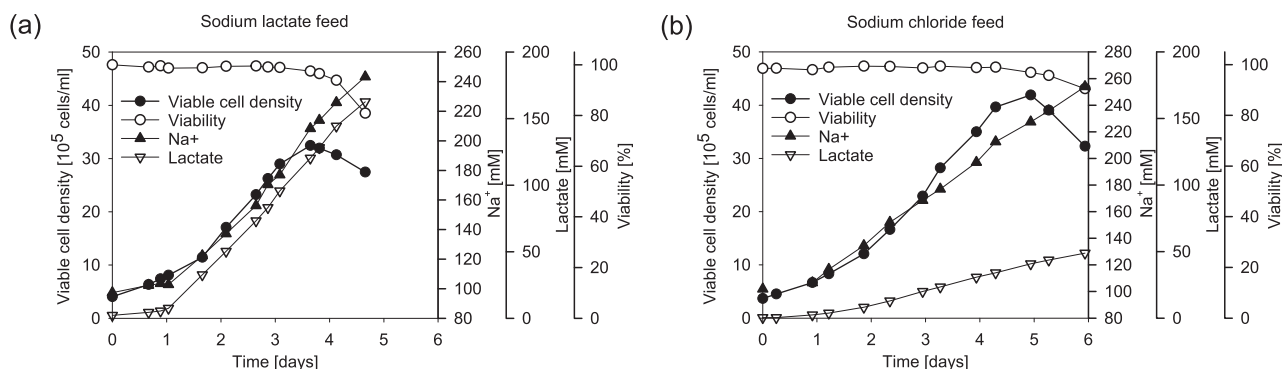 (a)
Sodium lactate feed
50
40
30
20
10
0
Viable cell density [10⁵ cells/ml]
Viable cell density
Viability
Na+
Lactate
0 1 2 3 4 5 6
Time [days]
260
240
220
200
180
160
140
120
100
80
Na⁺ [mM]
200
150
100
50
0
Lactate [mM]
100
80
60
40
20
0
Viability [%]
(b)
Sodium chloride feed
50
40
30
20
10
0
Viable cell density [10⁵ cells/ml]
Viable cell density
Viability
Na+
Lactate
0 1 2 3 4 5 6
Time [days]
280
260
240
220
200
180
160
140
120
100
80
Na⁺ [mM]
200
150
100
50
0
Lactate [mM]
100
80
60
40
20
0
Viability [%]